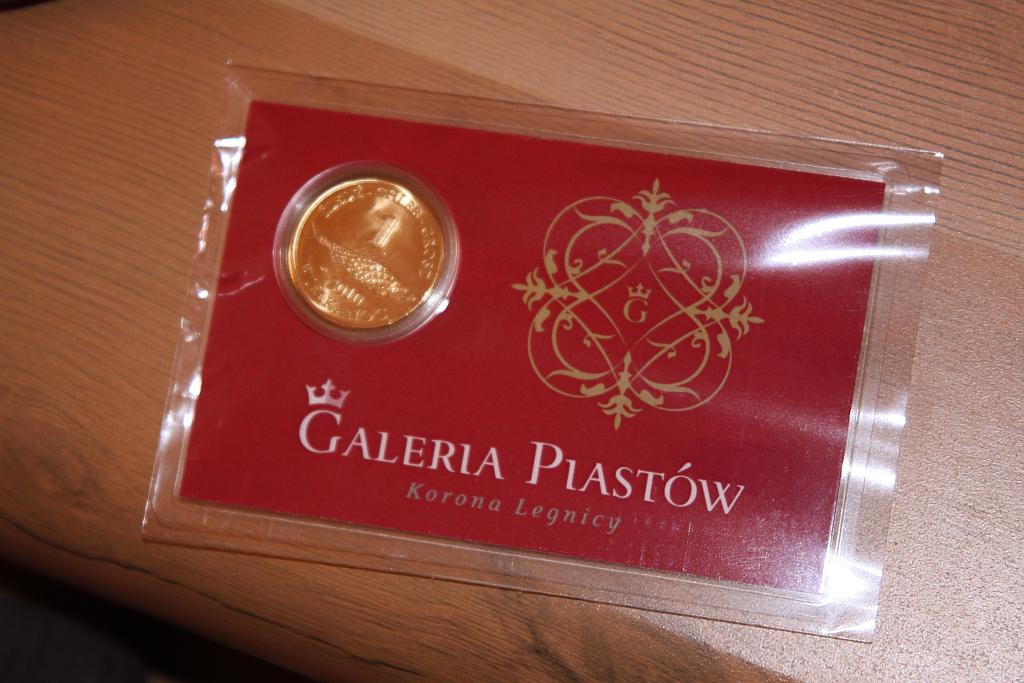 1
2010
G
GALERIA PIASTÓW
Korona Legnicy